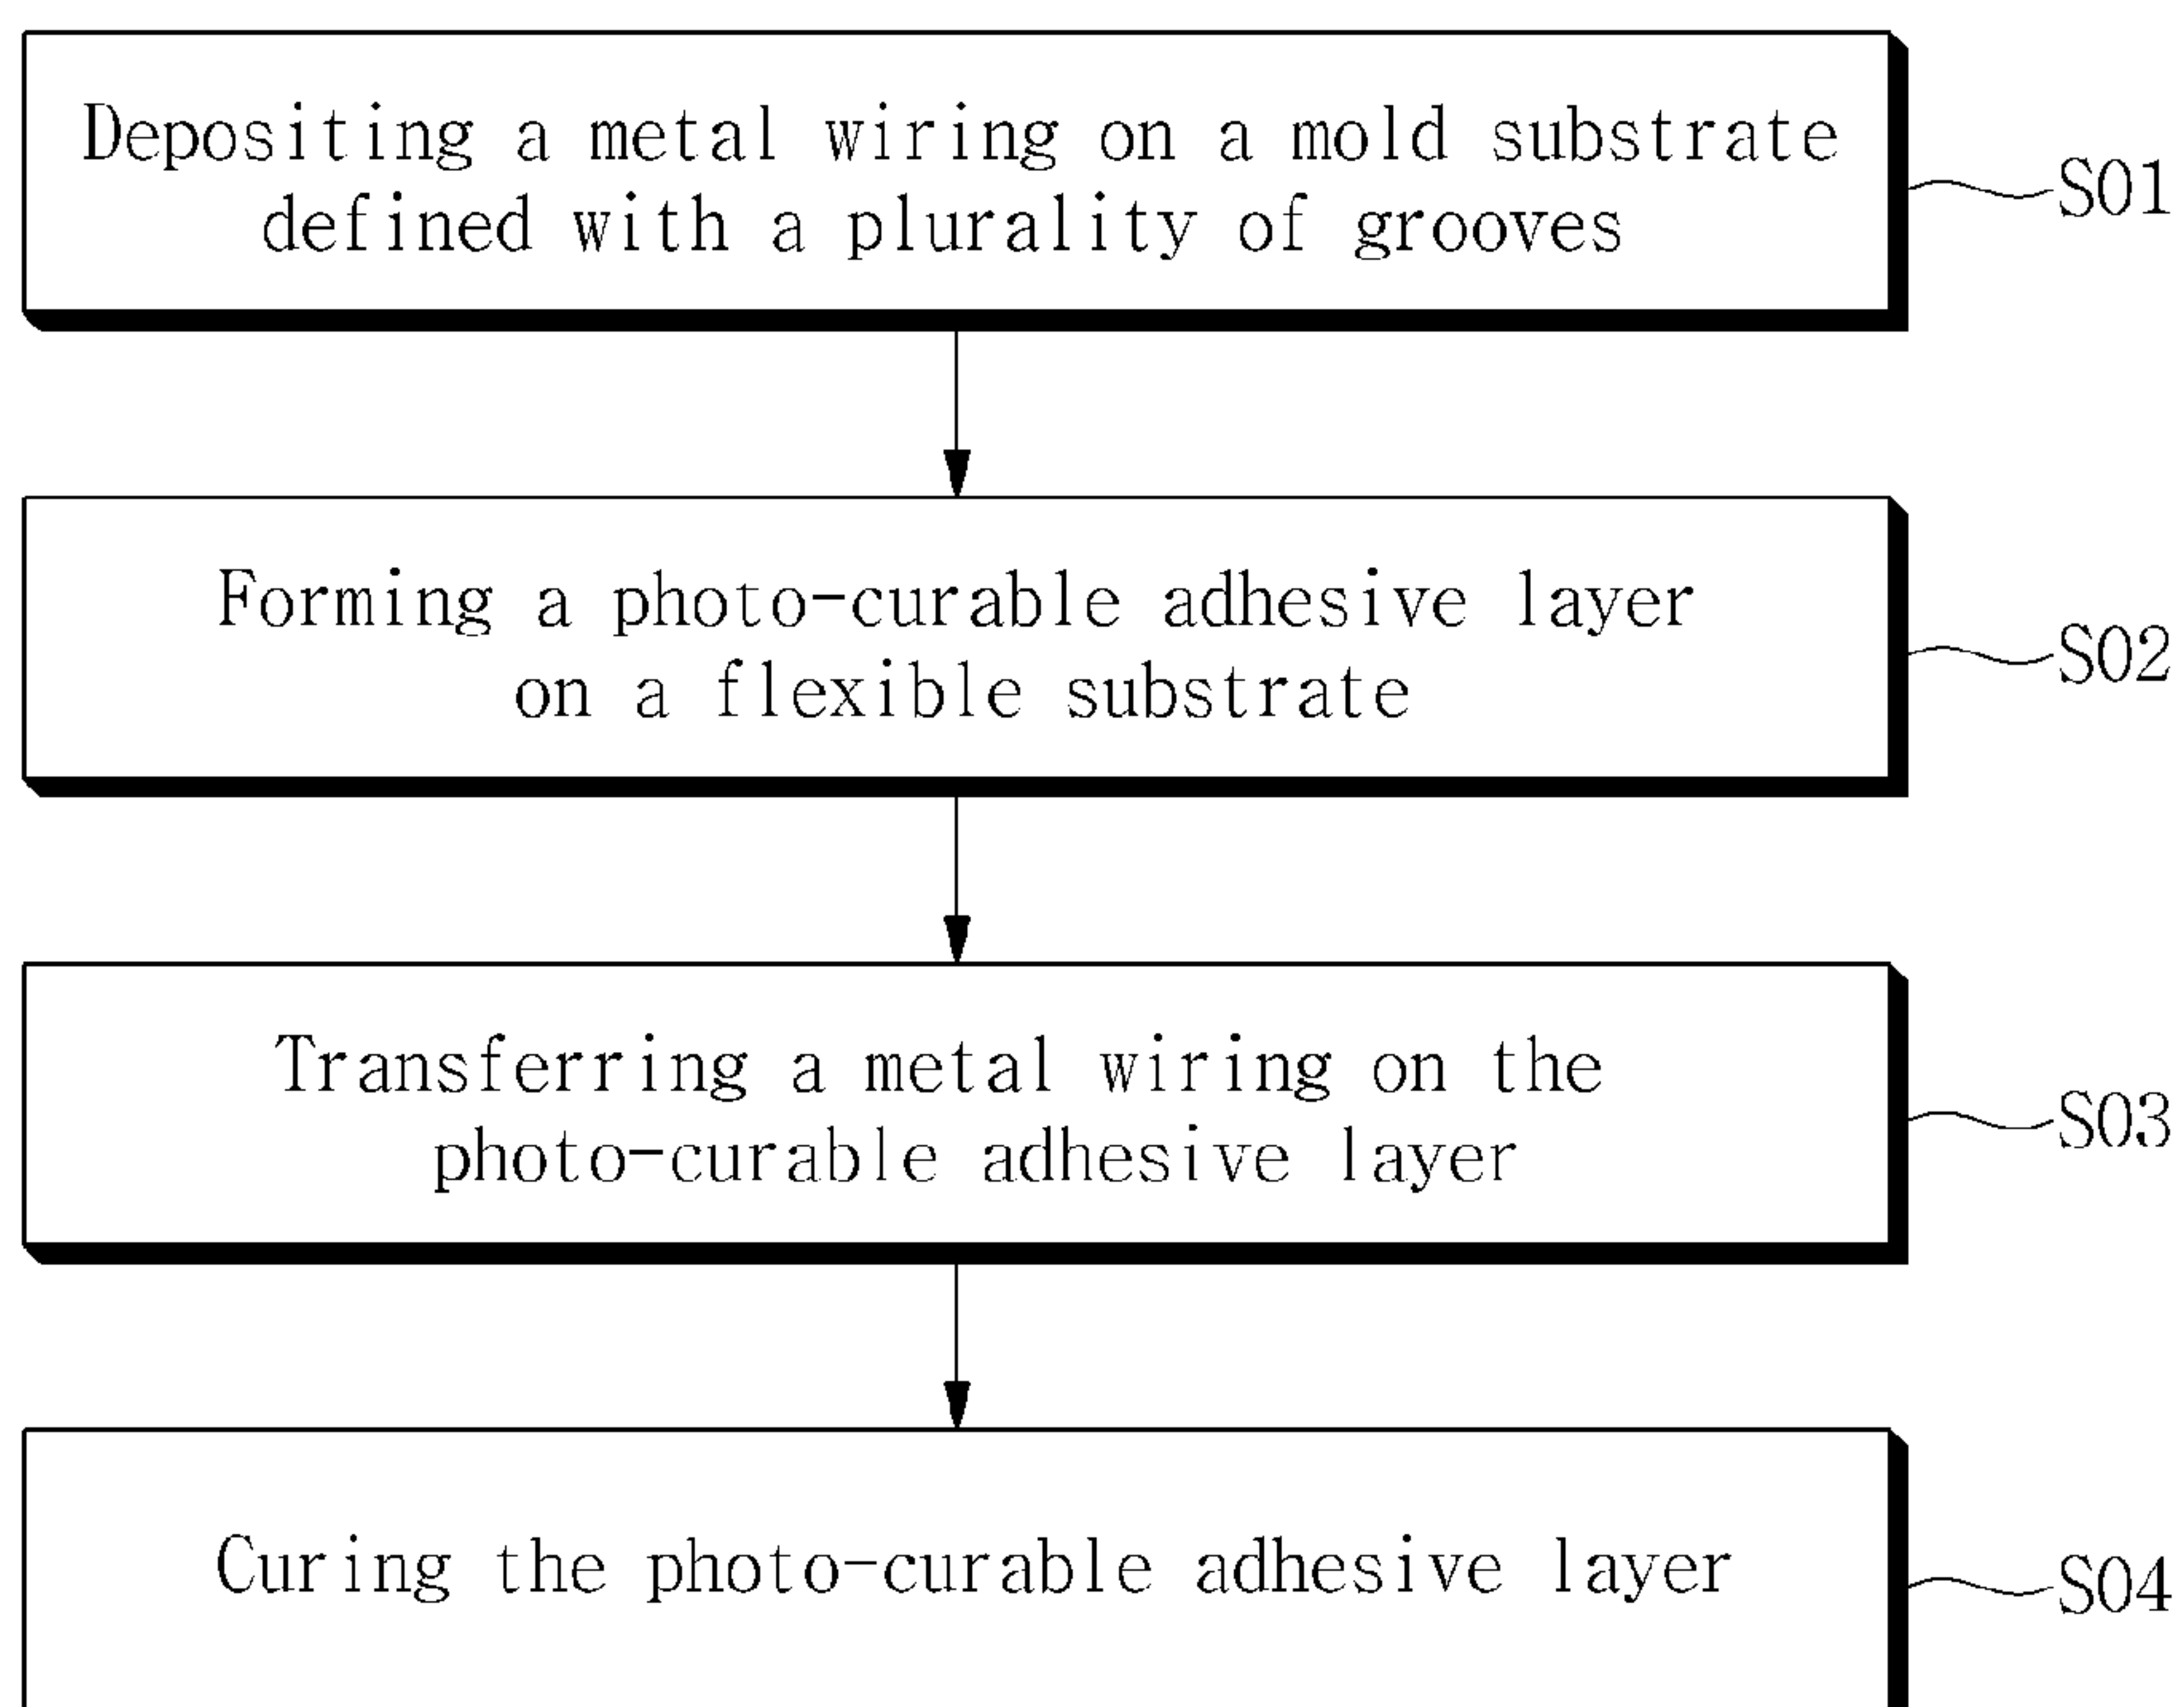 Depositing a metal wiring on a mold substrate
defined with a plurality of grooves
S01
Forming a photo-curable adhesive layer
on a flexible substrate
S02
Transferring a metal wiring on the
photo-curable adhesive layer
S03
Curing the photo-curable adhesive layer
S04